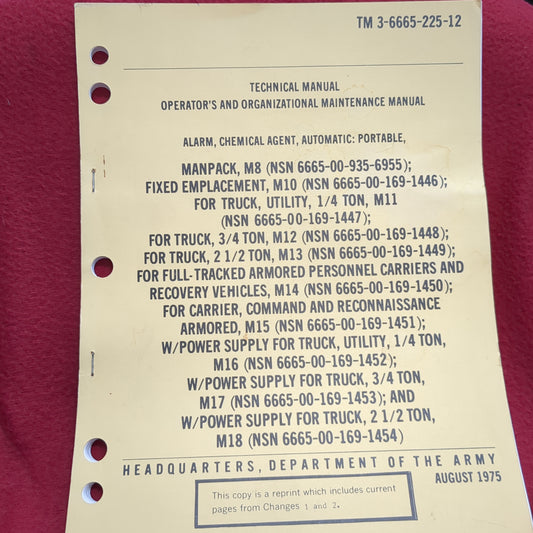 TM 3-6665-225-12
TECHNICAL MANUAL
OPERATOR'S AND ORGANIZATIONAL MAINTENANCE MANUAL
ALARM, CHEMICAL AGENT, AUTOMATIC: PORTABLE,
MANPACK, M8 (NSN 6665-00-935-6955);
FIXED EMPLACEMENT, M10 (NSN 6665-00-169-1446);
FOR TRUCK, UTILITY, 1/4 TON, M11
(NSN 6665-00-169-1447);
FOR TRUCK, 3/4 TON, M12 (NSN 6665-00-169-1448);
FOR TRUCK, 2 1/2 TON, M13 (NSN 6665-00-169-1449);
FOR FULL-TRACKED ARMORED PERSONNEL CARRIERS AND
RECOVERY VEHICLES, M14 (NSN 6665-00-169-1450);
FOR CARRIER, COMMAND AND RECONNAISSANCE
ARMORED, M15 (NSN 6665-00-169-1451);
W/POWER SUPPLY FOR TRUCK, UTILITY, 1/4 TON,
M16 (NSN 6665-00-169-1452);
W/POWER SUPPLY FOR TRUCK, 3/4 TON,
M17 (NSN 6665-00-169-1453); AND
W/POWER SUPPLY FOR TRUCK, 2 1/2 TON,
M18 (NSN 6665-00-169-1454)
HEADQUARTERS, DEPARTMENT OF THE ARMY
AUGUST 1975
This copy is a reprint which includes current
pages from Changes 1 and 2.